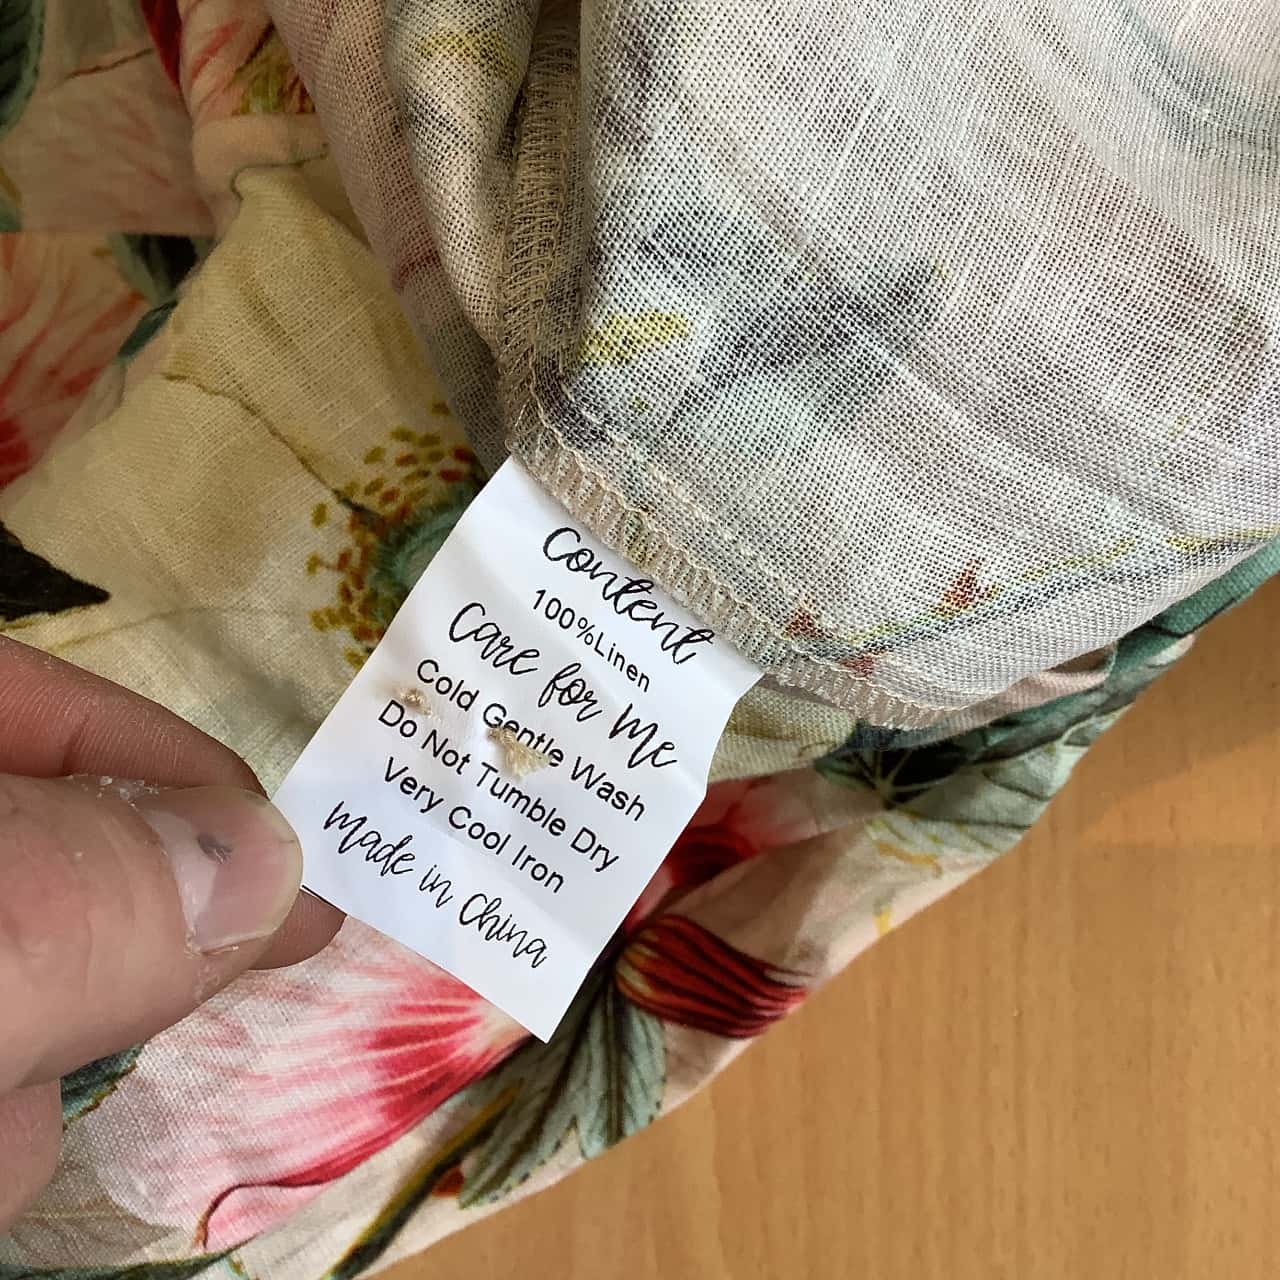 Content
100%Linen
Care for Me
Cold Gentle Wash
Do Not Tumble Dry
Very Cool Iron
Made in China